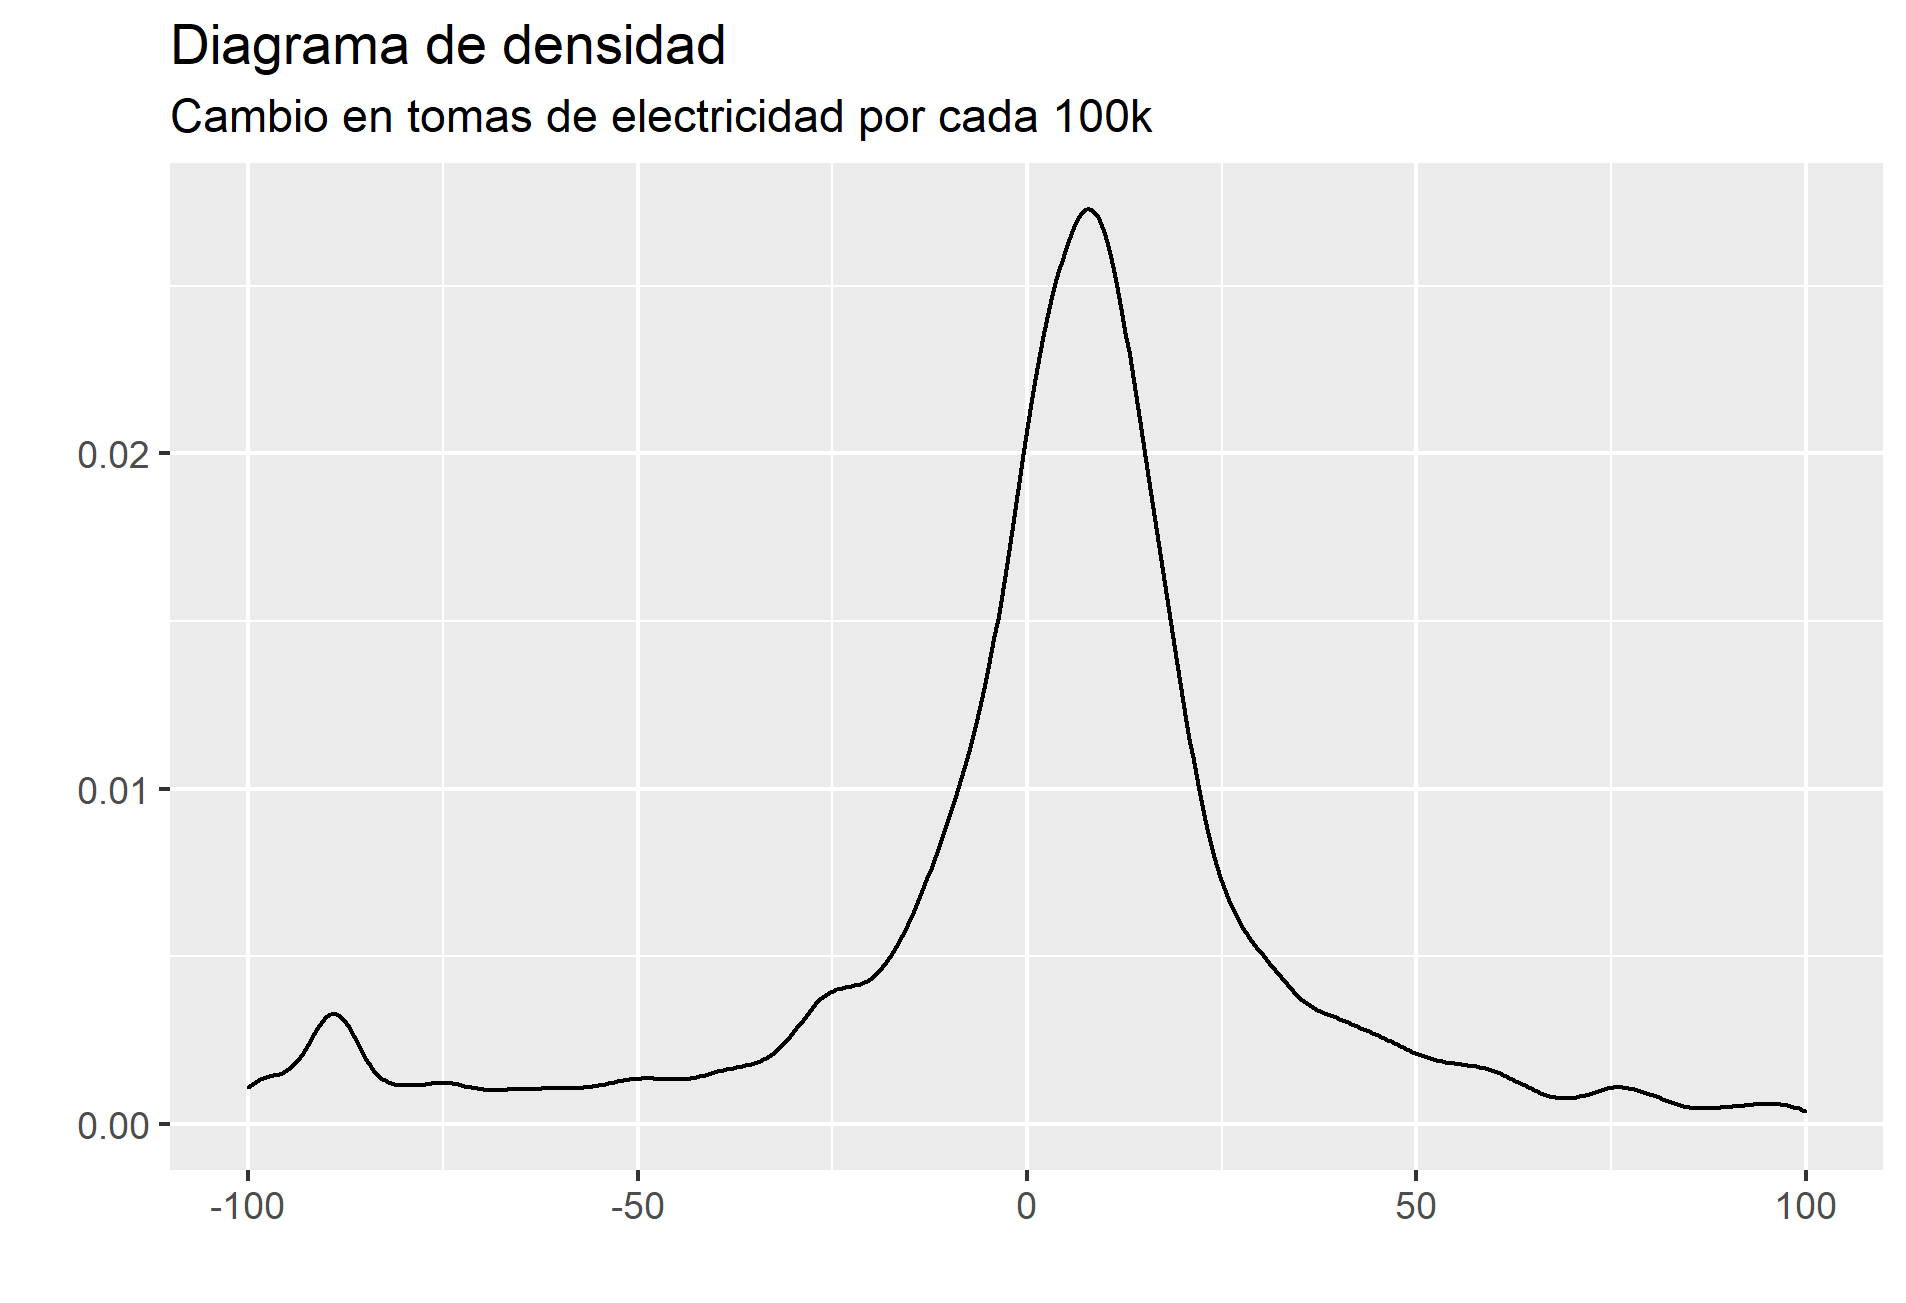 Diagrama de densidad
Cambio en tomas de electricidad por cada 100k
0.02
0.01
0.00
-100 -50 0 50 100